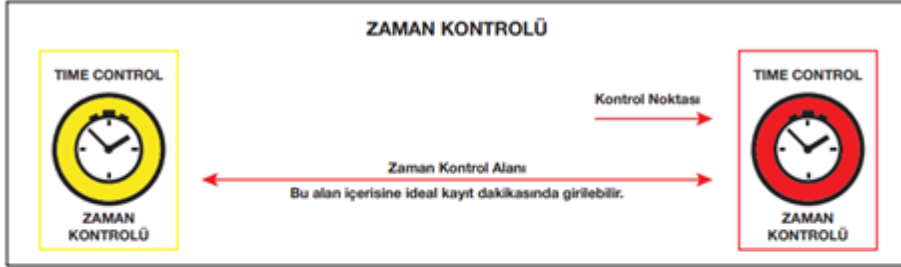 ZAMAN KONTROLÜ
TIME CONTROL
ZAMAN
KONTROLÜ
Kontrol Noktası
Zaman Kontrol Alanı
Bu alan içerisine ideal kayıt dakikasında girilebilir.
TIME CONTROL
ZAMAN
KONTROLÜ